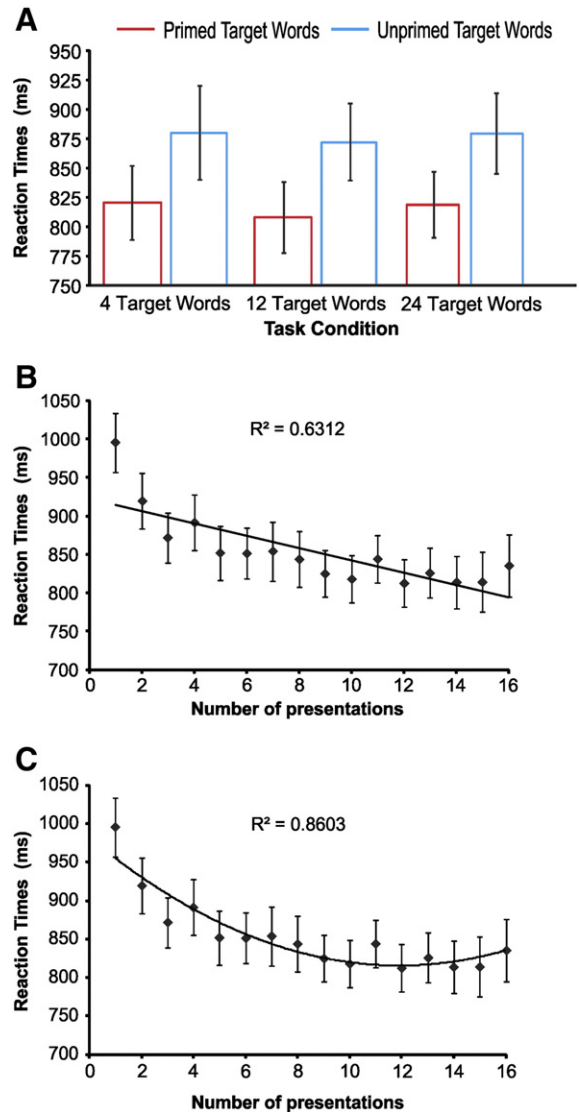 A
Primed Target Words Unprimed Target Words
Reaction Times (ms)
950
925
900
875
850
825
800
775
750
4 Target Words 12 Target Words 24 Target Words
Task Condition
B
Reaction Times (ms)
1050
1000
950
900
850
800
750
700
R² = 0.6312
0 2 4 6 8 10 12 14 16
Number of presentations
C
Reaction Times (ms)
1050
1000
950
900
850
800
750
700
R² = 0.8603
0 2 4 6 8 10 12 14 16
Number of presentations